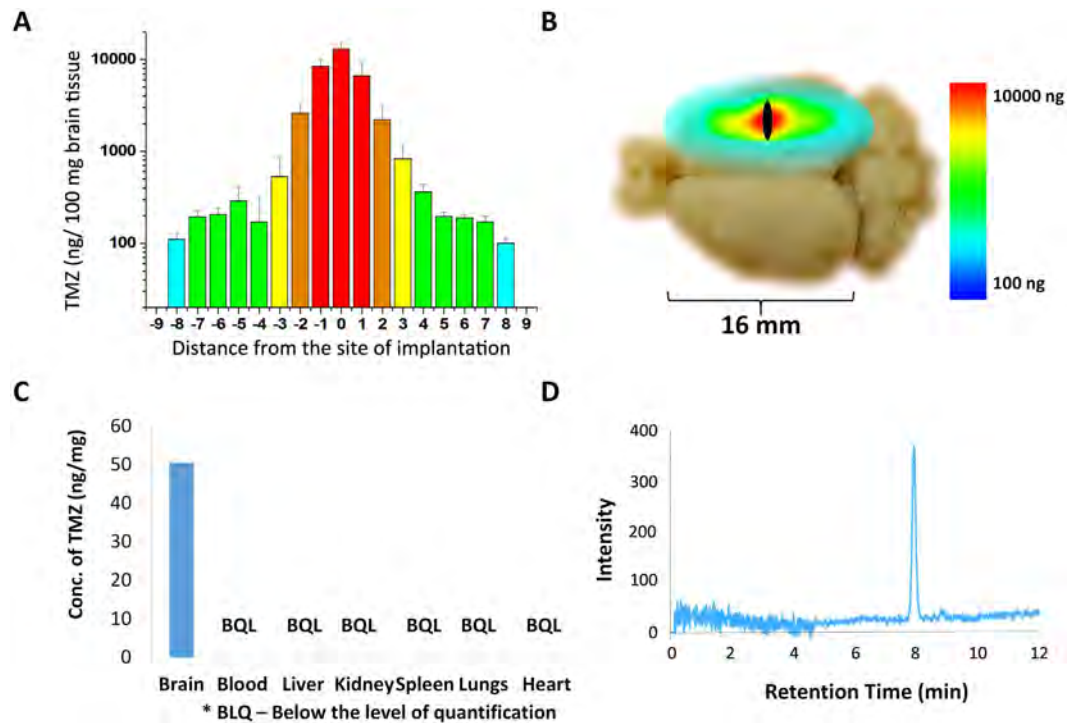 A
TMZ (ng/ 100 mg brain tissue
10000
1000
100
-9 -8 -7 -6 -5 -4 -3 -2 -1 0 1 2 3 4 5 6 7 8 9
Distance from the site of implantation
B
10000 ng
100 ng
16 mm
C
Conc. of TMZ (ng/mg)
60
50
40
30
20
10
0
BQL BQL BQL BQL BQL BQL
Brain Blood Liver Kidney Spleen Lungs Heart
* BLQ – Below the level of quantification
D
Intensity
400
300
200
100
0
0 2 4 6 8 10 12
Retention Time (min)